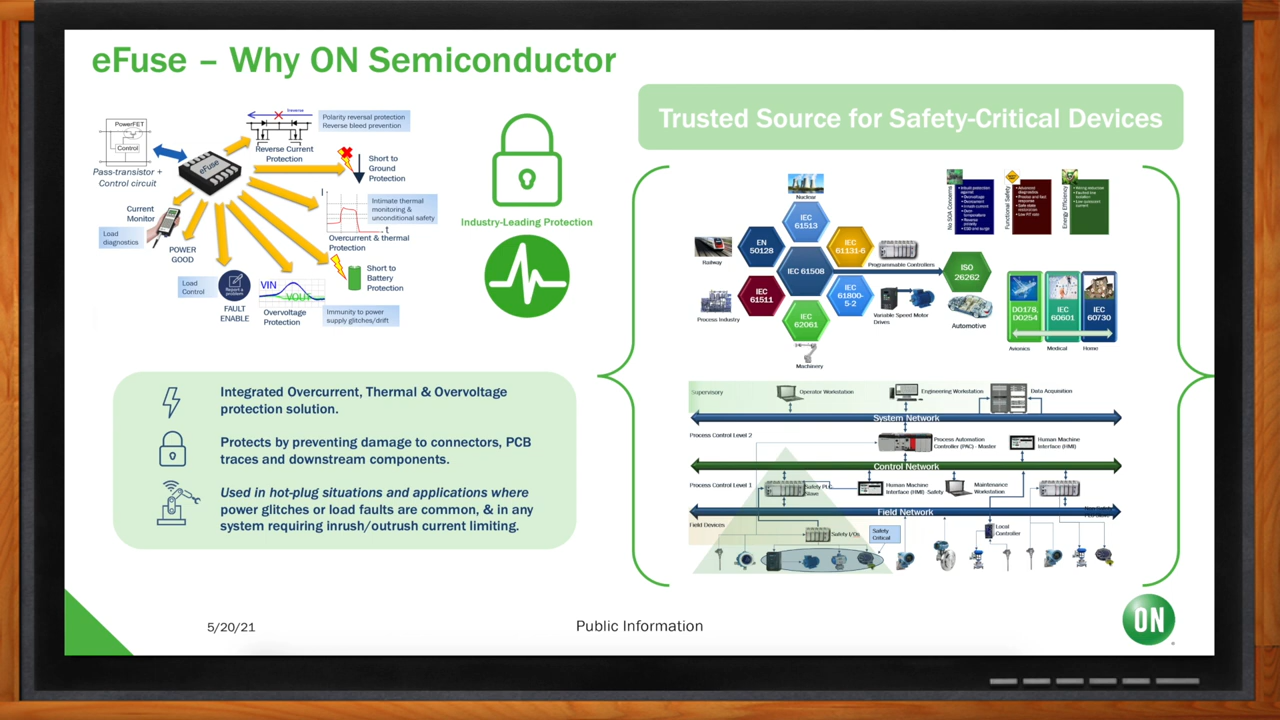 eFuse – Why ON Semiconductor
Trusted Source for Safety-Critical Devices
PowerFET
Control
Pass-transistor +
Control circuit
eFuse
Reverse Current
Protection
Polarity reversal protection
Reverse bleed prevention
Short to
Ground
Protection
Intimate thermal
monitoring &
unconditional safety
I
t
Overcurrent & thermal
Protection
Current
Monitor
Load
diagnostics
POWER
GOOD
Load
Control
FAULT
ENABLE
VIN
VOUT
Overvoltage
Protection
Short to
Battery
Protection
Immunity to power
supply glitches/drift
Industry-Leading Protection
Integrated Overcurrent, Thermal & Overvoltage
protection solution.
Protects by preventing damage to connectors, PCB
traces and downream components.
Used in hot-plug situations and applications where
power glitches or load faults are common, & in any
system requiring inrush/outrush current limiting.
Nuclear
IEC
61513
EN
50128
IEC
61131-6
IEC 61508
IEC
61511
IEC
61800-
5-2
IEC
62061
ISO
26262
Railway
Programmable Controllers
Process Industry
Variable Speed Motor
Drives
Machinery
Automotive
No SOA Concerns
Functional Safety
Energy Efficiency
DO178,
DO254
IEC
60601
IEC
60730
Avionics
Medical
Home
Supervisory
Operator Workstation
Engineering Workstation
Data Acquisition
System Network
Process Control Level 2
Process Automation
Controller (PAC) - Master
Human Machine
Interface (HMI)
Control Network
Process Control Level 1
Safety PLC
Slave
Human Machine
Interface (HMI) Safety
Maintenance
Workstation
Field Network
Field Devices
Safety I/Os
Safety
Critical
Local
Controller
5/20/21
Public Information
ON